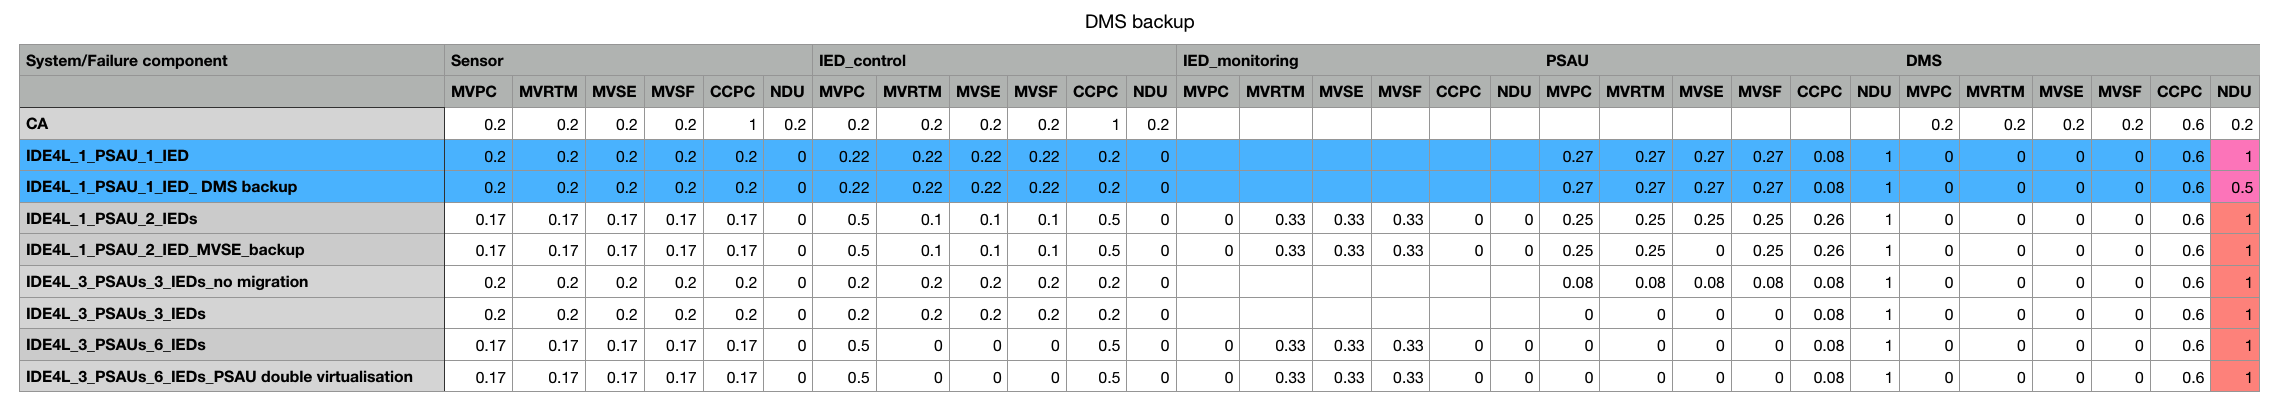 DMS backup
System/Failure component Sensor IED_control IED_monitoring PSAU DMS
MVPC MVRTM MVSE MVSF CCPC NDU MVPC MVRTM MVSE MVSF CCPC NDU MVPC MVRTM MVSE MVSF CCPC NDU MVPC MVRTM MVSE MVSF CCPC NDU MVPC MVRTM MVSE MVSF CCPC NDU
CA 0.2 0.2 0.2 0.2 1 0.2 0.2 0.2 0.2 0.2 1 0.2 0.2 0.2 0.2 0.2 0.6 0.2
IDE4L_1_PSAU_1_IED 0.2 0.2 0.2 0.2 0.2 0 0.22 0.22 0.22 0.22 0.2 0 0.27 0.27 0.27 0.27 0.08 1 0 0 0 0 0.6 1
IDE4L_1_PSAU_1_IED_ DMS backup 0.2 0.2 0.2 0.2 0.2 0 0.22 0.22 0.22 0.22 0.2 0 0.27 0.27 0.27 0.27 0.08 1 0 0 0 0 0.6 0.5
IDE4L_1_PSAU_2_IEDs 0.17 0.17 0.17 0.17 0.17 0 0.5 0.1 0.1 0.1 0.5 0 0 0.33 0.33 0.33 0 0 0.25 0.25 0.25 0.25 0.26 1 0 0 0 0 0.6 1
IDE4L_1_PSAU_2_IED_MVSE_backup 0.17 0.17 0.17 0.17 0.17 0 0.5 0.1 0.1 0.1 0.5 0 0 0.33 0.33 0.33 0 0 0.25 0.25 0 0.25 0.26 1 0 0 0 0 0.6 1
IDE4L_3_PSAUs_3_IEDs_no migration 0.2 0.2 0.2 0.2 0.2 0 0.2 0.2 0.2 0.2 0.2 0 0.08 0.08 0.08 0.08 0.08 1 0 0 0 0 0.6 1
IDE4L_3_PSAUs_3_IEDs 0.2 0.2 0.2 0.2 0.2 0 0.2 0.2 0.2 0.2 0.2 0 0 0 0 0 0.08 1 0 0 0 0 0.6 1
IDE4L_3_PSAUs_6_IEDs 0.17 0.17 0.17 0.17 0.17 0 0.5 0 0 0 0.5 0 0 0.33 0.33 0.33 0 0 0 0 0 0 0.08 1 0 0 0 0 0.6 1
IDE4L_3_PSAUs_6_IEDs_PSAU double virtualisation 0.17 0.17 0.17 0.17 0.17 0 0.5 0 0 0 0.5 0 0 0.33 0.33 0.33 0 0 0 0 0 0 0.08 1 0 0 0 0 0.6 1